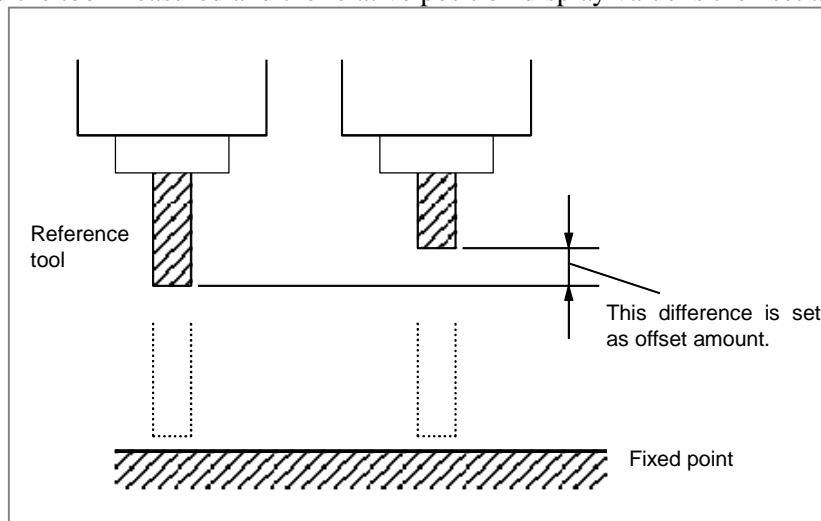 Reference
tool
This difference is set
as offset amount.
Fixed point